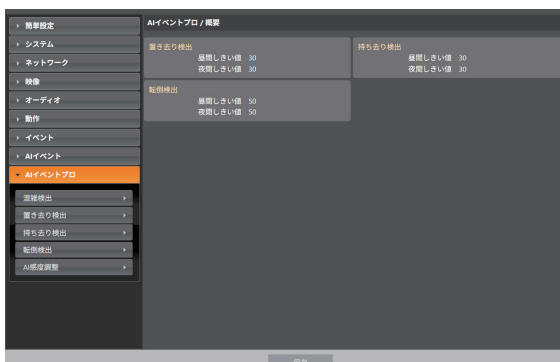 簡単設定
システム
ネットワーク
映像
オーディオ
動作
イベント
AIイベント
AIイベントプロ
混雑検出
置き去り検出
持ち去り検出
転倒検出
AI感度調整
AIイベントプロ / 概要
置き去り検出
昼間しきい値 30
夜間しきい値 30
持ち去り検出
昼間しきい値 30
夜間しきい値 30
転倒検出
昼間しきい値 50
夜間しきい値 50
保存